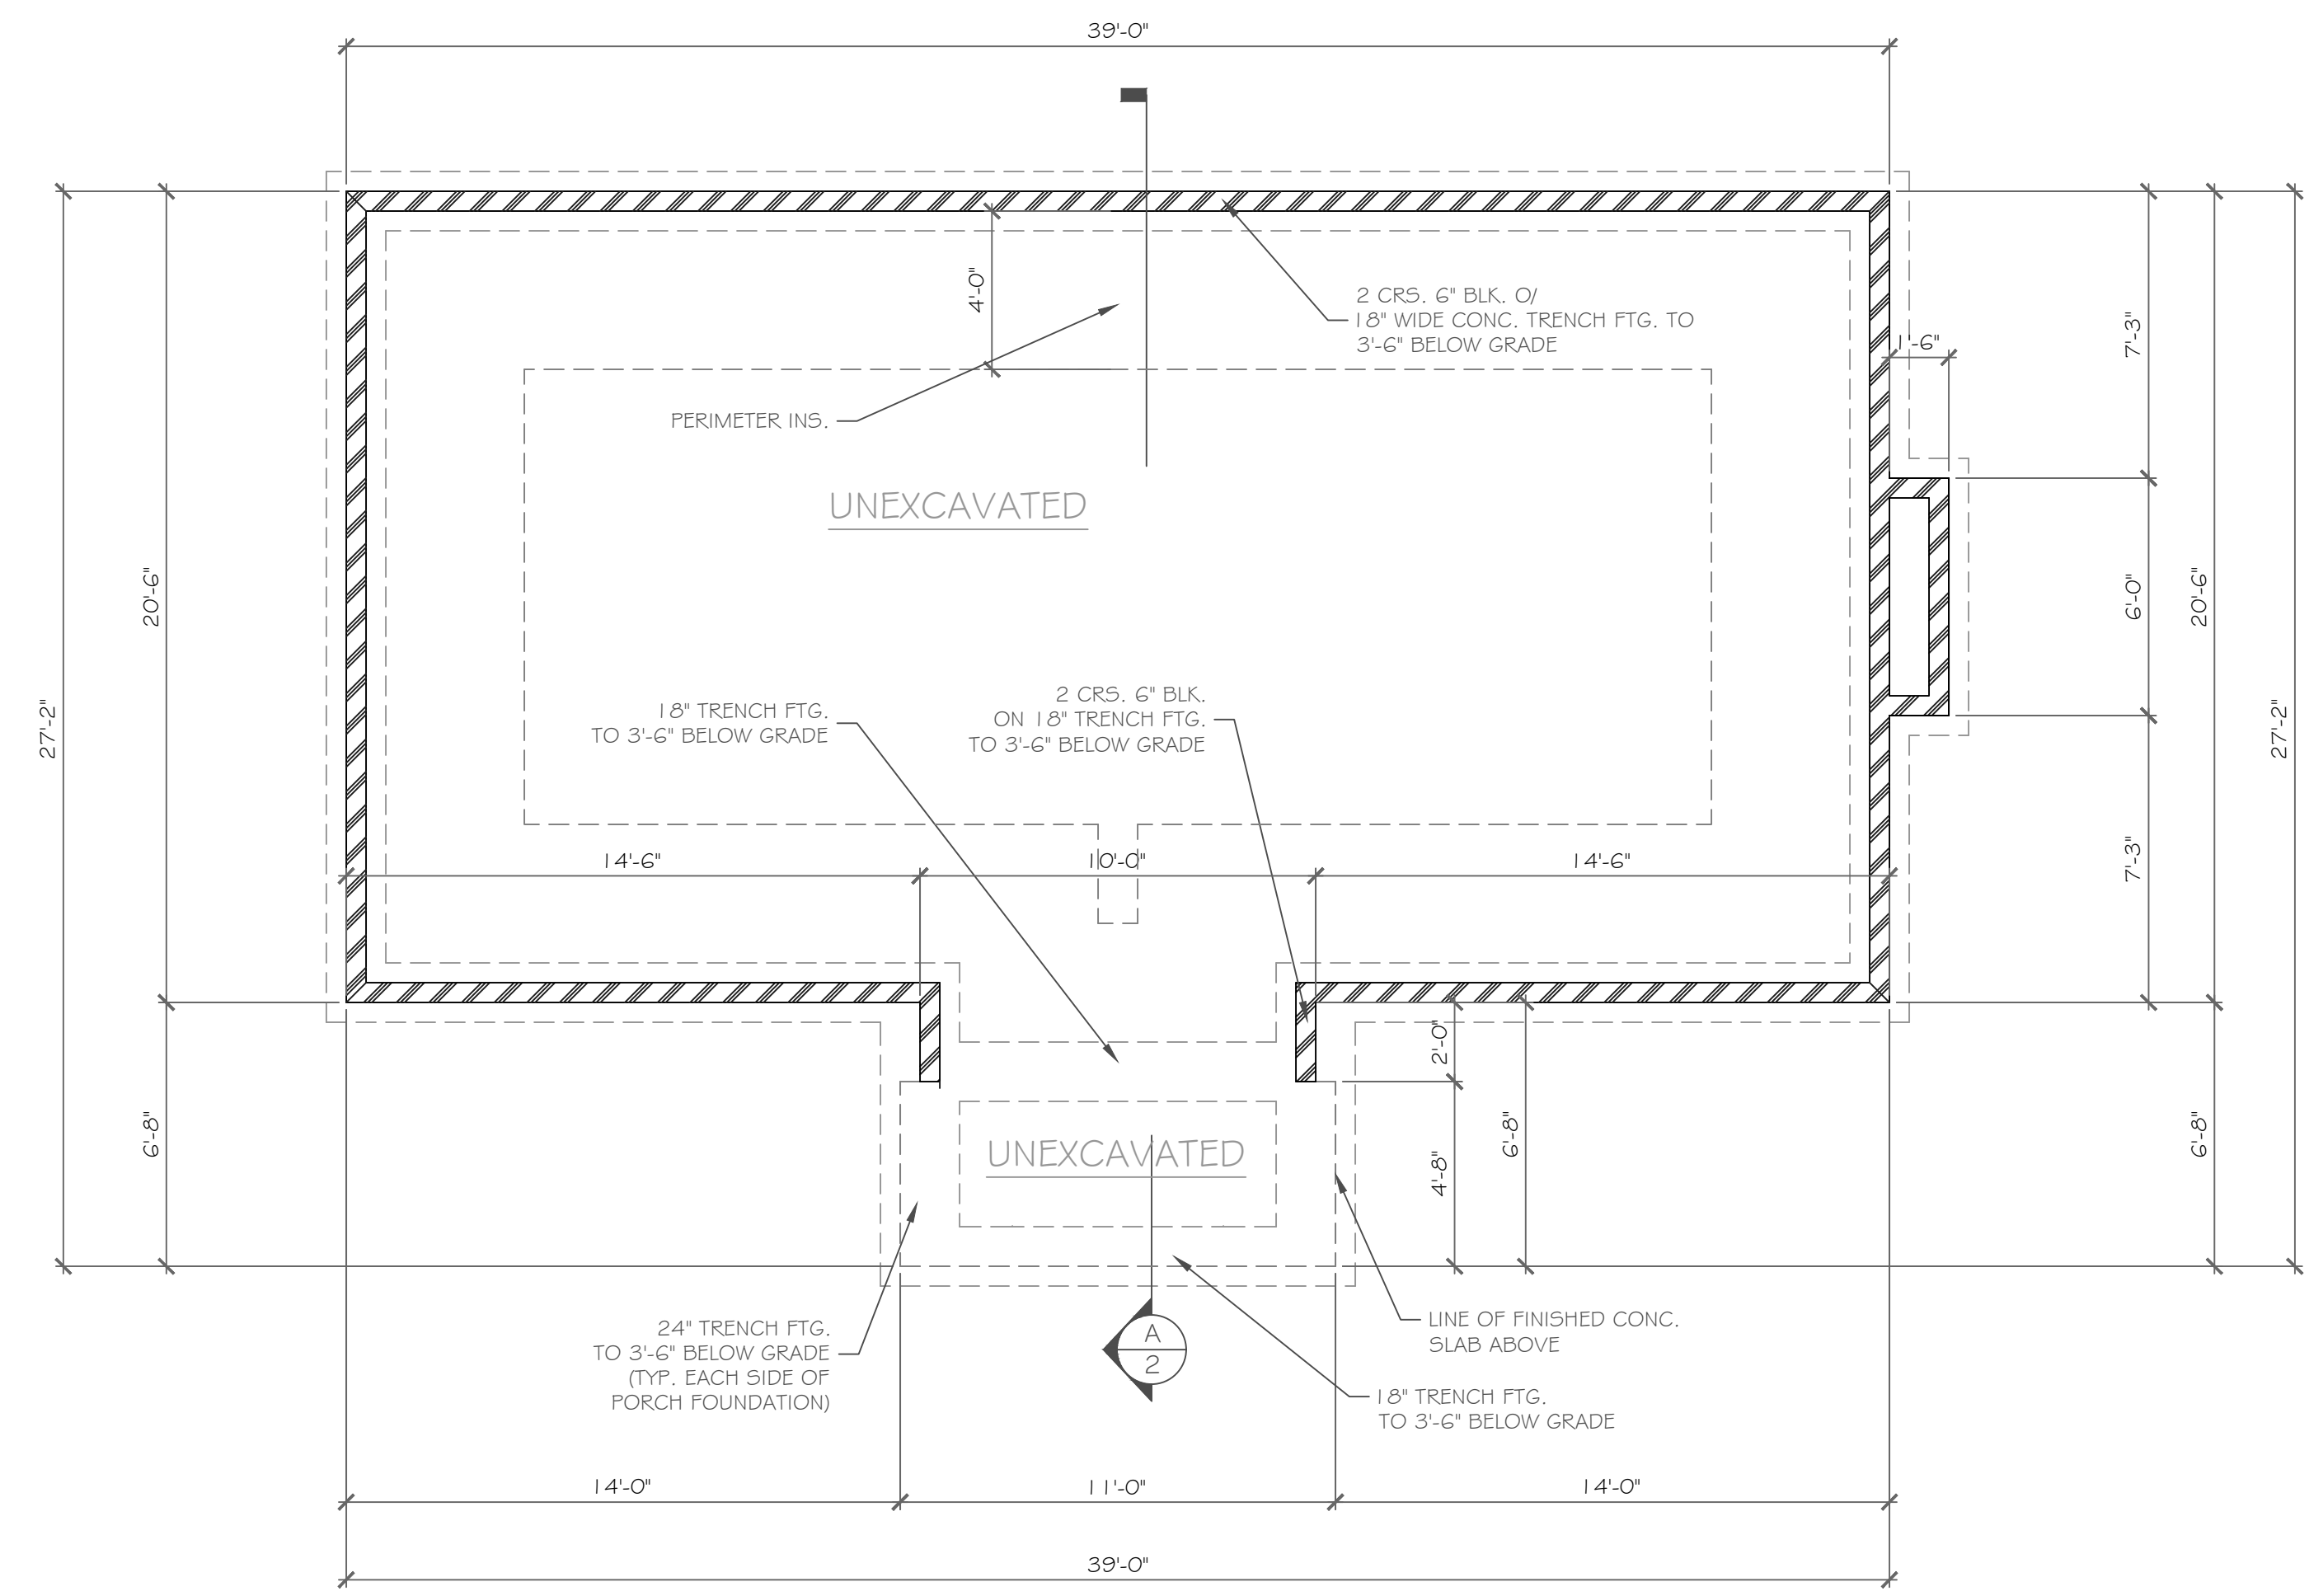 39'-0"
4'-0"
2 CRS. 6" BLK. O/
18" WIDE CONC. TRENCH FTG. TO
3'-6" BELOW GRADE
7'-3"
1'-6"
PERIMETER INS.
UNEXCAVATED
20'-6"
6'-0"
20'-6"
27'-2"
18" TRENCH FTG.
TO 3'-6" BELOW GRADE
2 CRS. 6" BLK.
ON 18" TRENCH FTG.
TO 3'-6" BELOW GRADE
27'-2"
14'-6"
10'-0"
14'-6"
7'-3"
2'-0"
6'-8"
UNEXCAVATED
4'-8"
6'-8"
6'-8"
24" TRENCH FTG.
TO 3'-6" BELOW GRADE
(TYP. EACH SIDE OF
PORCH FOUNDATION)
A
2
LINE OF FINISHED CONC.
SLAB ABOVE
18" TRENCH FTG.
TO 3'-6" BELOW GRADE
14'-0"
11'-0"
14'-0"
39'-0"